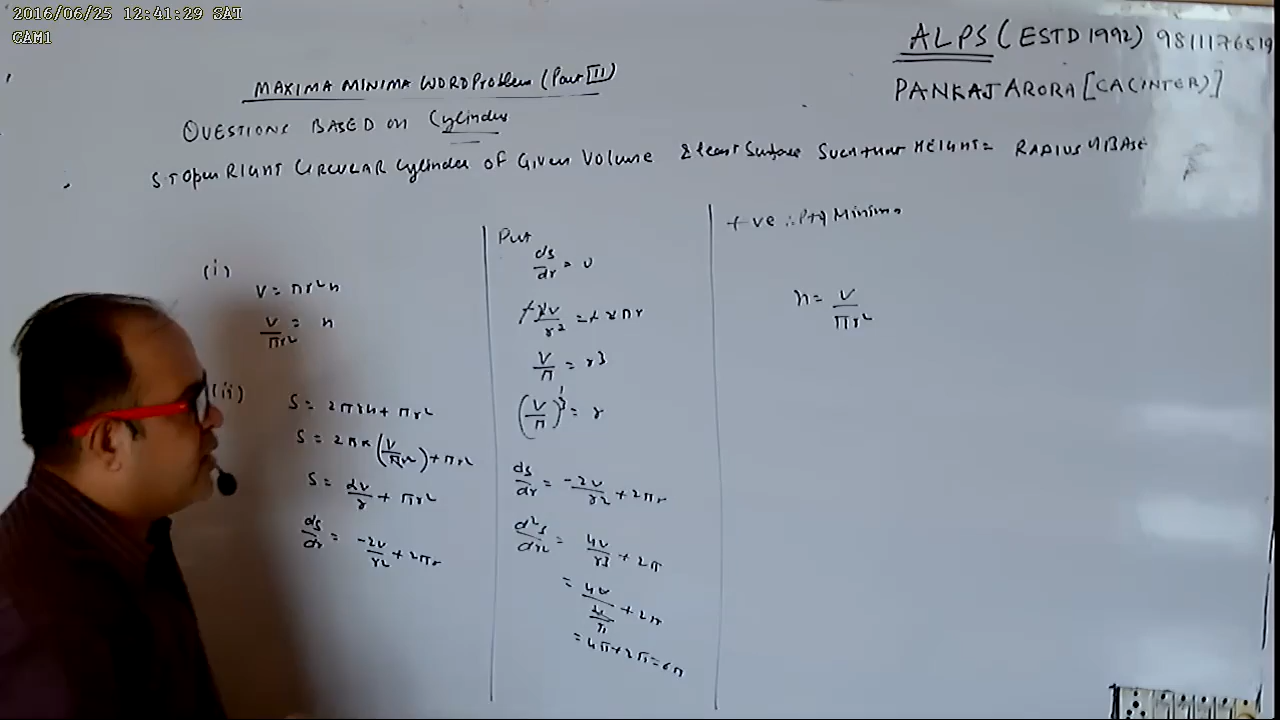 2016/06/25 12:41:29 SAT
CAM1
ALPS (ESTD 1992) 9811176519
PANKAJ ARORA [CA(INTER)]
MAXIMA MINIMA WORD Problem (Part II)
QUESTIONS BASED ON Cylinder
S.T Open RIGHT CIRCULAR Cylinder OF GIVEN VOLUME & least Surface Such that HEIGHT = RADIUS OF BASE
(i)
V = πr²h
V/πr² = h
(ii)
S = 2πrh + πr²
S = 2πr(V/πr²) + πr²
S = 2V/r + πr²
ds/dr = -2V/r² + 2πr
Put
ds/dr = 0
+2V/r² = +2πr
V/π = r3
(V/π)^1/3 = r
ds/dr = -2V/r2 + 2πr
d²s/dr2 = 4V/r3 + 2π
= 4V/(V/π) + 2π
= 4π+2π=6π
+ve ∴ Ptq Minima
h = V/πr²